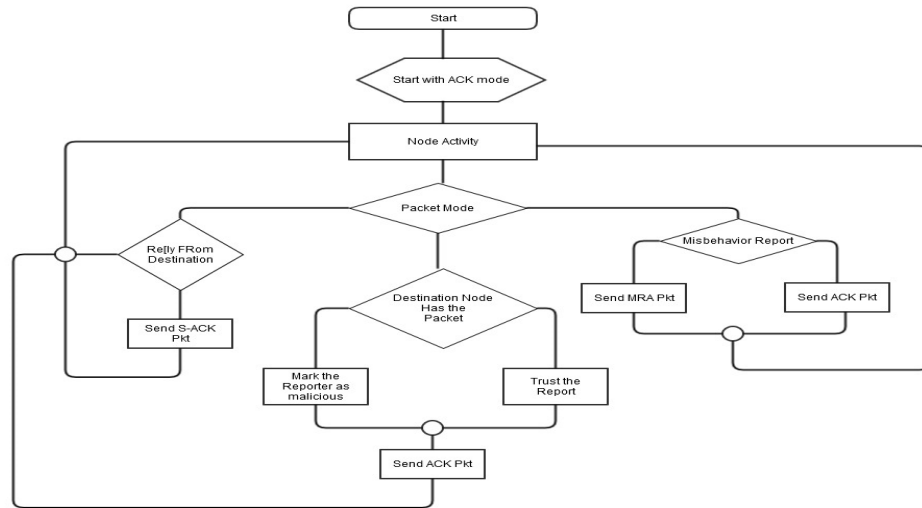 Start
Start with ACK mode
Node Activity
Packet Mode
Re[ly FRom
Destination
Misbehavior Report
Destination Node
Has the
Packet
Send MRA Pkt
Send ACK Pkt
Send S-ACK
Pkt
Mark the
Reporter as
malicious
Trust the
Report
Send ACK Pkt